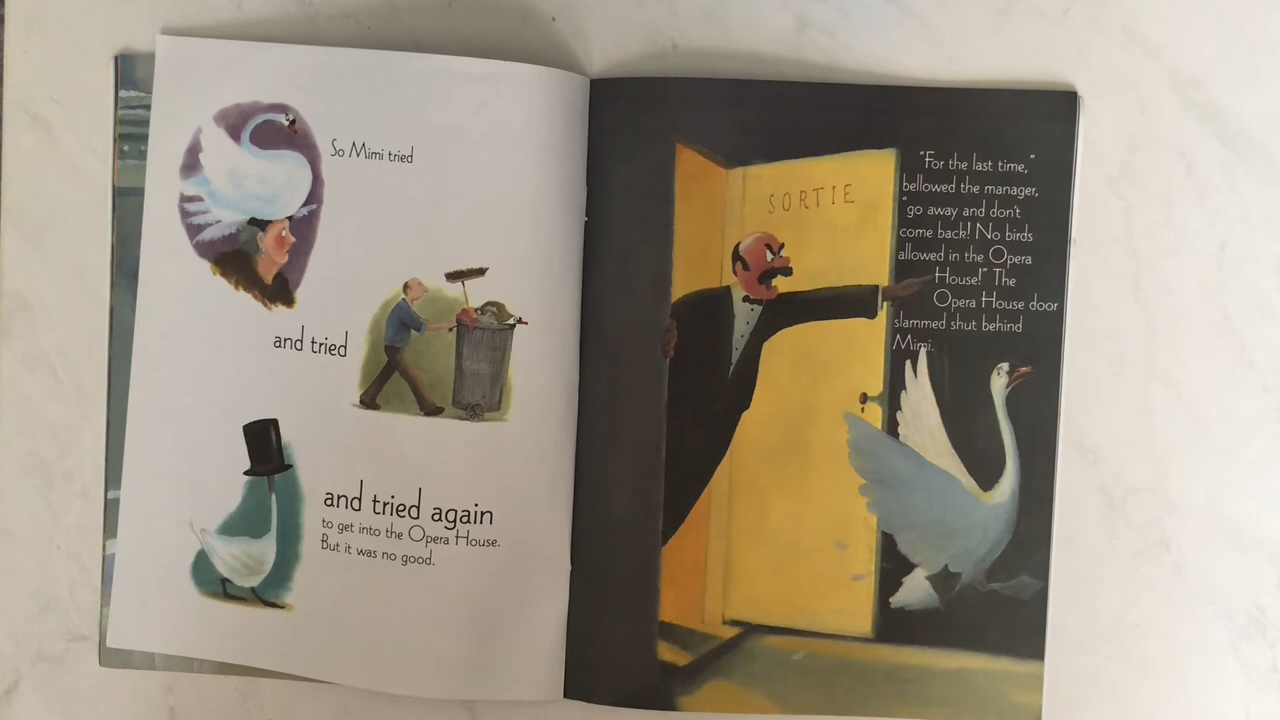 So Mimi tried
and tried
and tried again
to get into the Opera House.
But it was no good.
SORTIE
"For the last time,"
bellowed the manager,
"go away and don't
come back! No birds
allowed in the Opera
House!" The
Opera House door
slammed shut behind
Mimi.